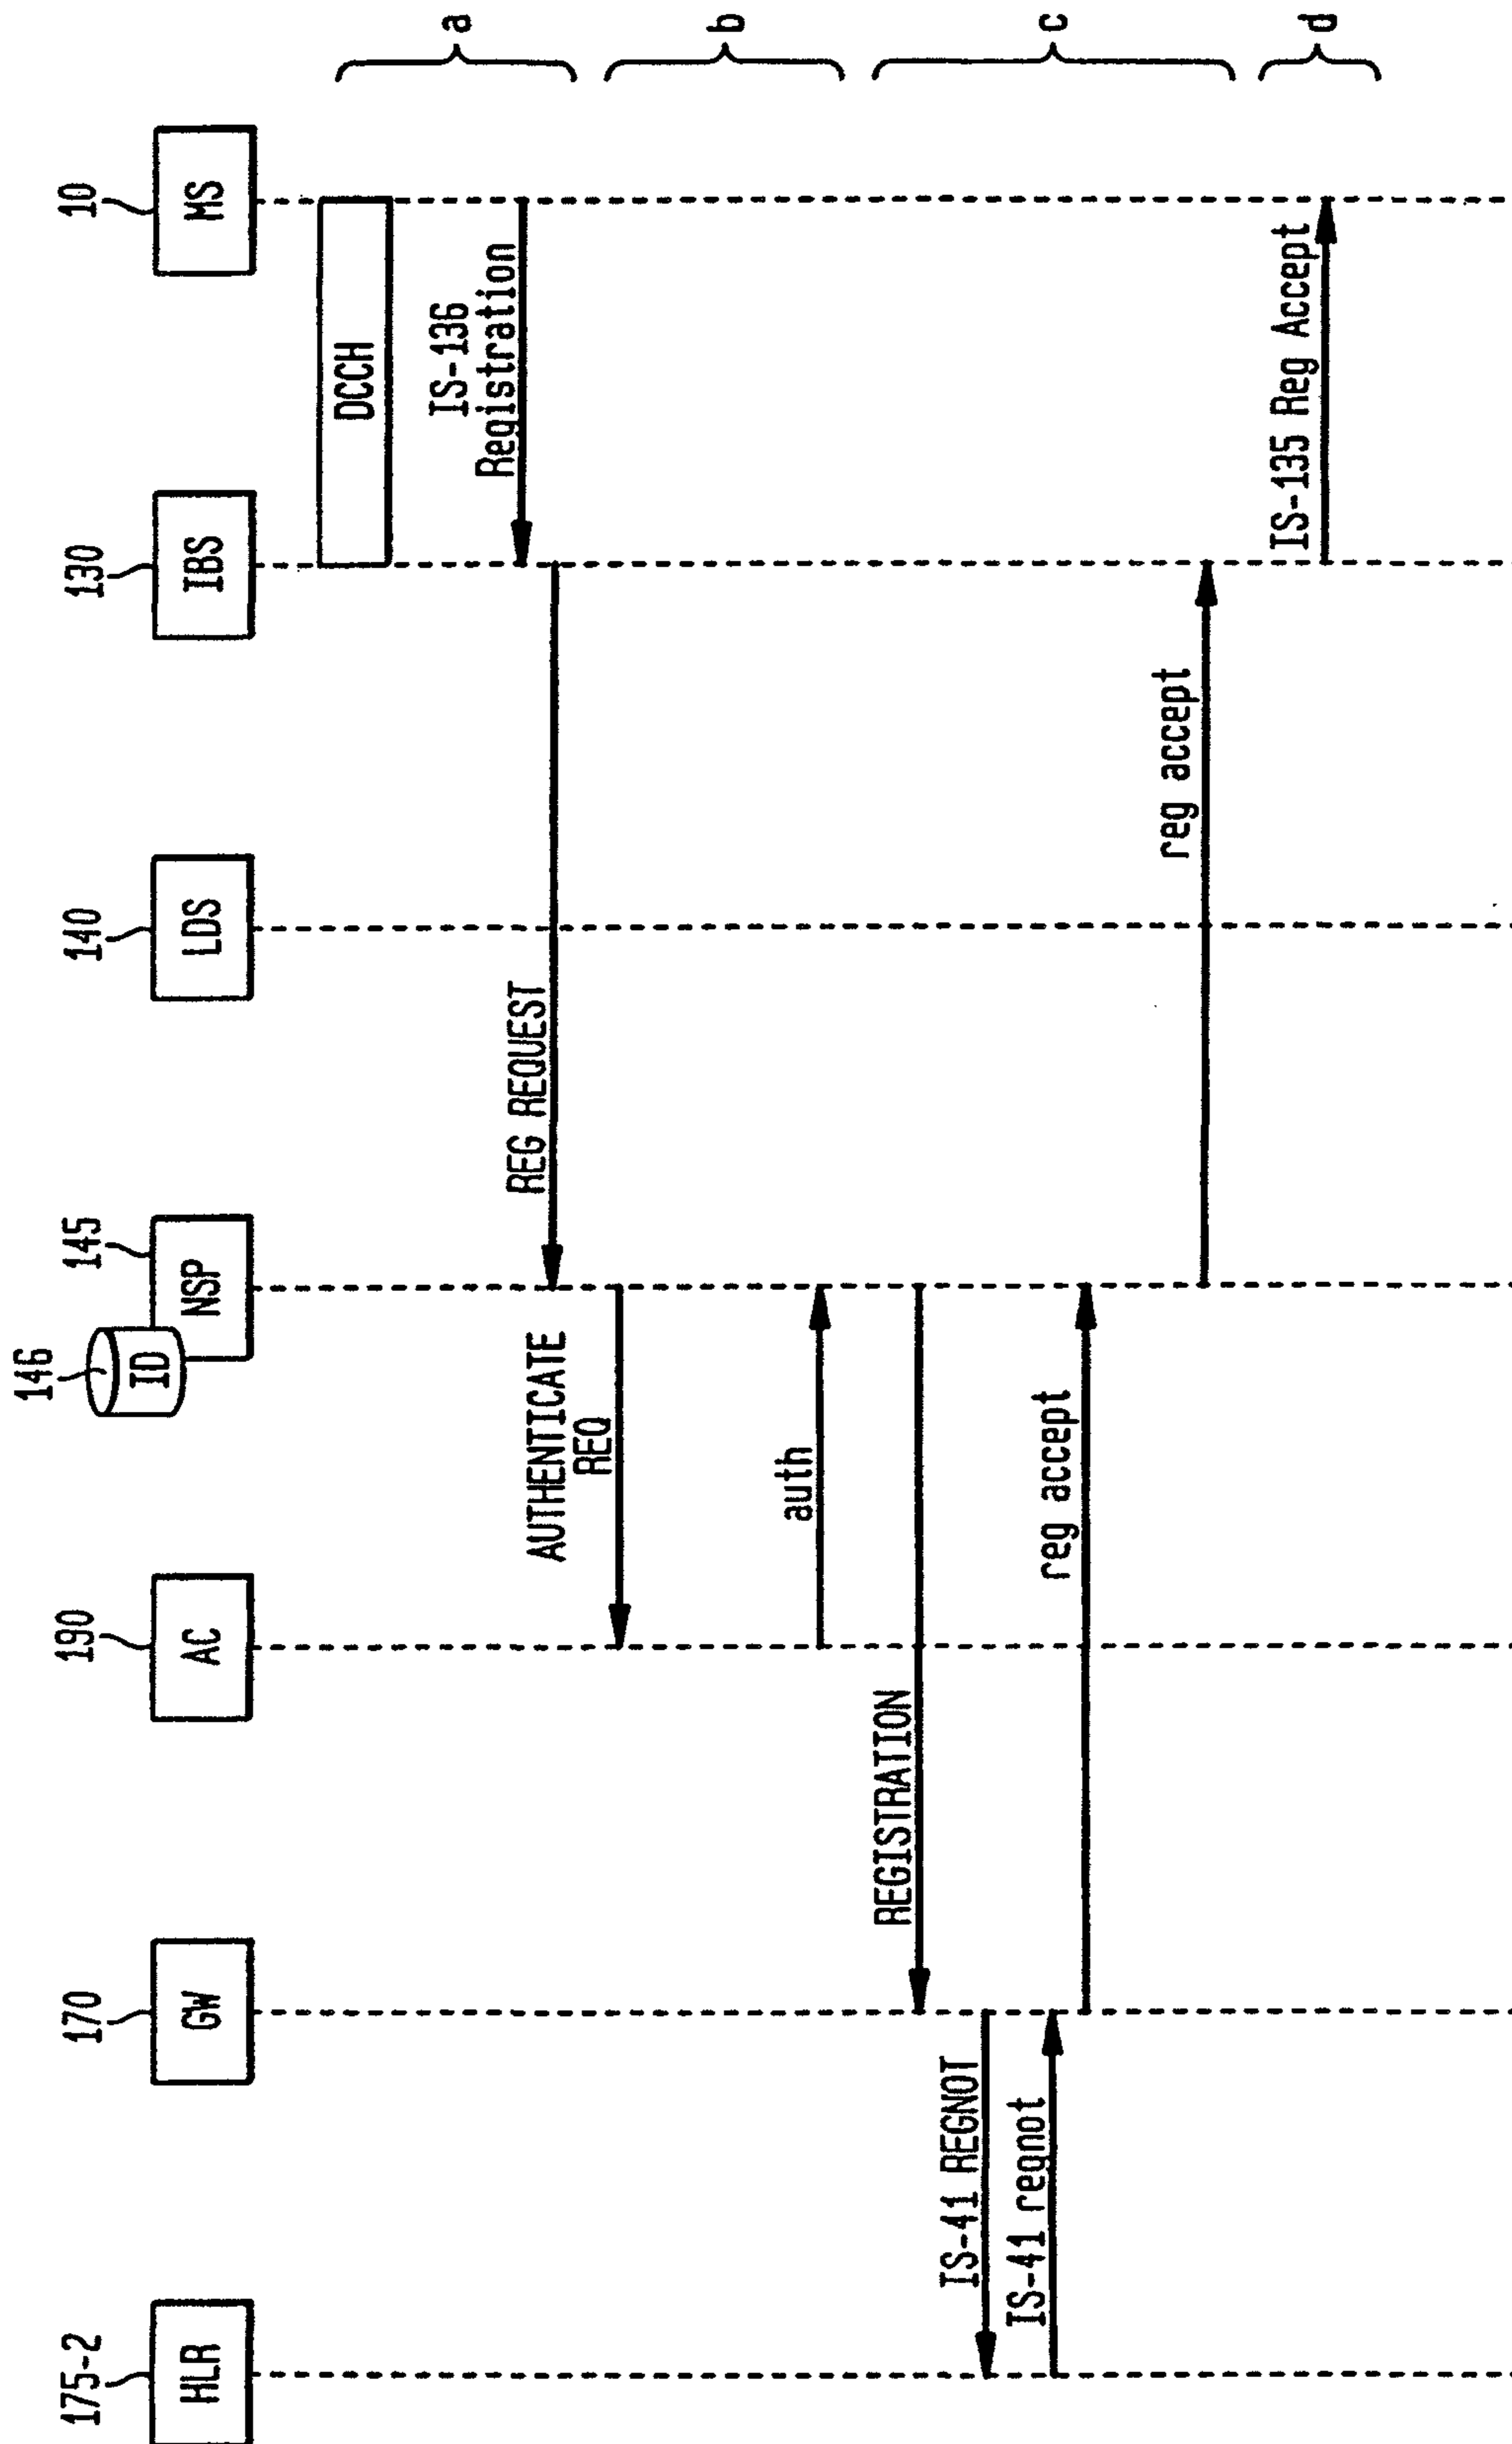 146
175-2
170
190
145
140
130
10
HLR
GW
AC
ID
NSP
LDS
IBS
MS
DCCH
IS-136
Registration
a
REG REQUEST
AUTHENTICATE
REQ
auth
b
REGISTRATION
IS-41 REGNOT
IS-41 regnot
reg accept
c
reg accept
IS-135 Reg Accept
d